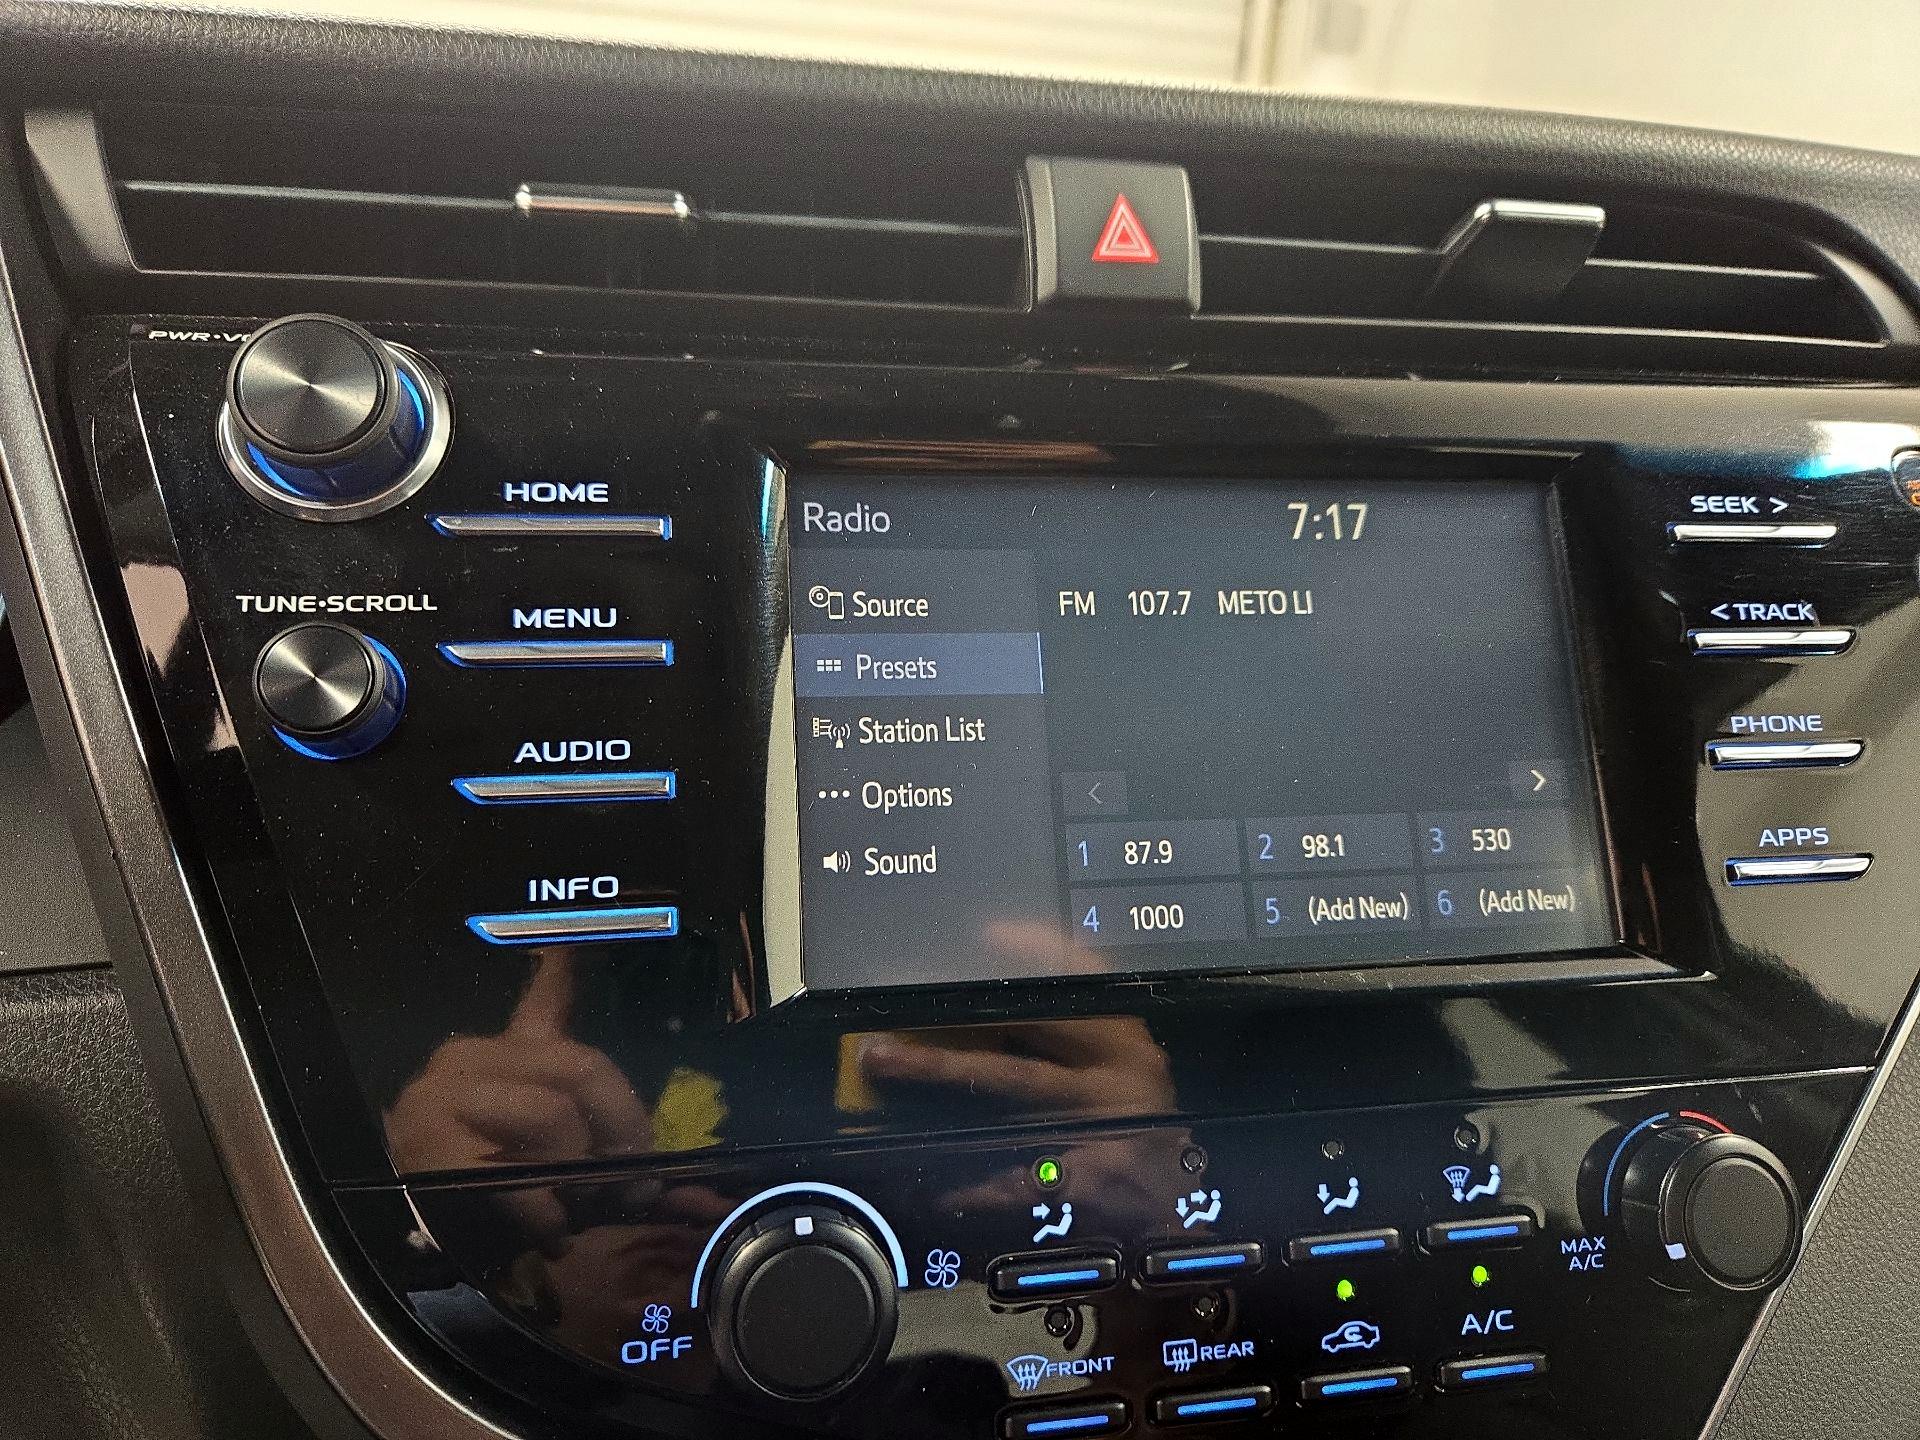 PWR•VO
HOME
TUNE•SCROLL
MENU
AUDIO
INFO
Radio
7:17
Source
Presets
Station List
Options
Sound
FM 107.7 METO LI
<
>
1 87.9
2 98.1
3 530
4 1000
5 (Add New)
6 (Add New)
SEEK >
< TRACK
PHONE
APPS
OFF
MAX
A/C
FRONT
REAR
A/C